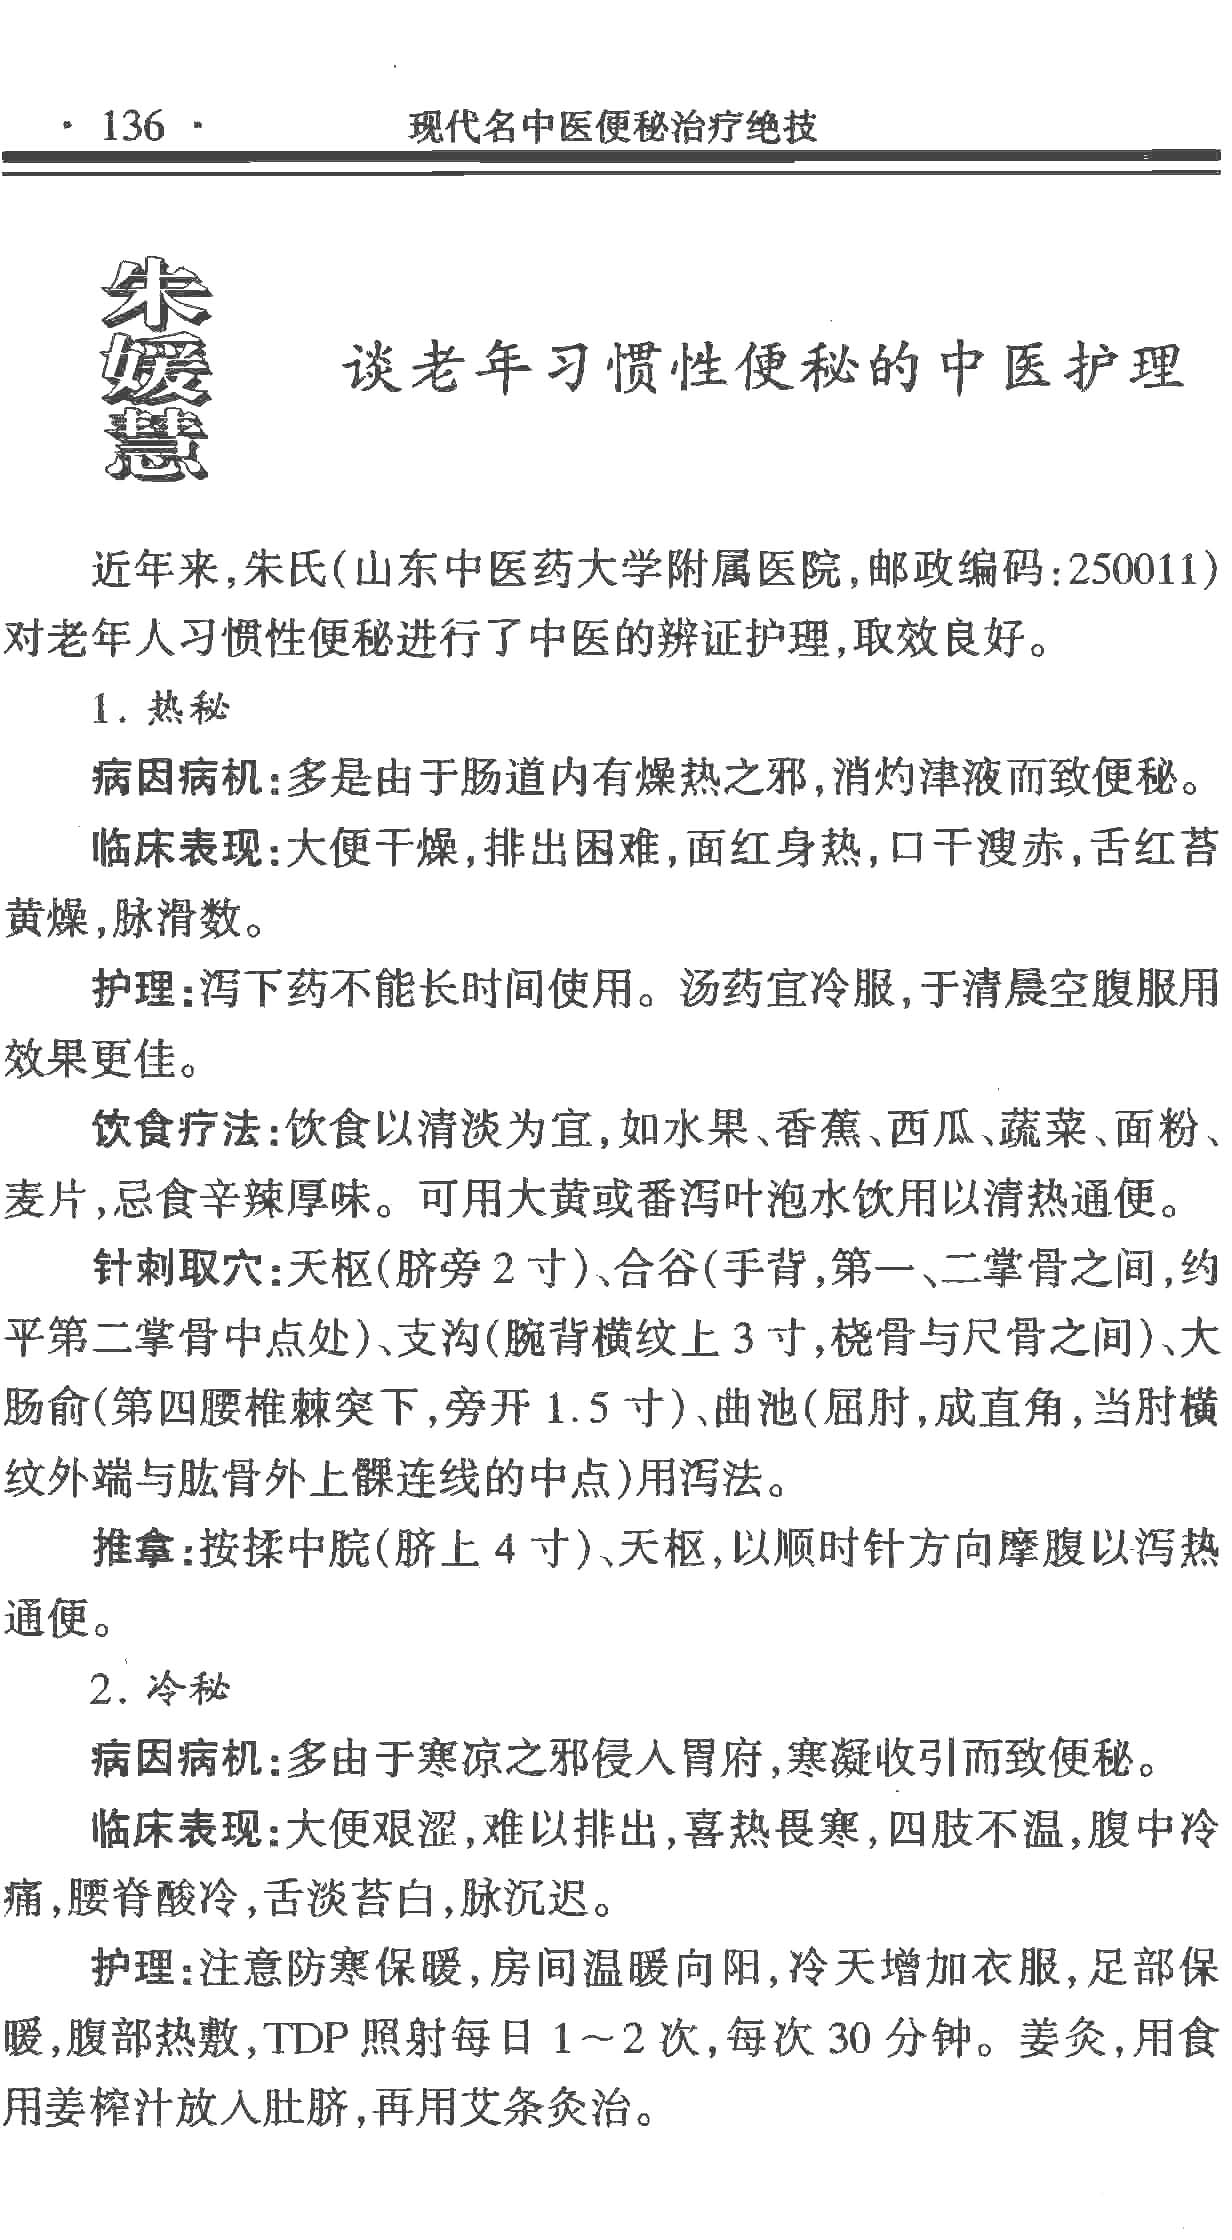 · 136 · 现代名中医便秘治疗绝技
朱媛慧
谈老年习惯性便秘的中医护理
近年来,朱氏(山东中医药大学附属医院,邮政编码:250011)
对老年人习惯性便秘进行了中医的辨证护理,取效良好。
1. 热秘
病因病机:多是由于肠道内有燥热之邪,消灼津液而致便秘。
临床表现:大便干燥,排出困难,面红身热,口干溲赤,舌红苔
黄燥,脉滑数。
护理:泻下药不能长时间使用。汤药宜冷服,于清晨空腹服用
效果更佳。
饮食疗法:饮食以清淡为宜,如水果、香蕉、西瓜、蔬菜、面粉、
麦片,忌食辛辣厚味。可用大黄或番泻叶泡水饮用以清热通便。
针刺取穴:天枢(脐旁 2 寸)、合谷(手背,第一、二掌骨之间,约
平第二掌骨中点处)、支沟(腕背横纹上 3 寸,桡骨与尺骨之间)、大
肠俞(第四腰椎棘突下,旁开 1.5 寸)、曲池(屈肘,成直角,当肘横
纹外端与肱骨外上髁连线的中点)用泻法。
推拿:按揉中脘(脐上 4 寸)、天枢,以顺时针方向摩腹以泻热
通便。
2. 冷秘
病因病机:多由于寒凉之邪侵入胃府,寒凝收引而致便秘。
临床表现:大便艰涩,难以排出,喜热畏寒,四肢不温,腹中冷
痛,腰脊酸冷,舌淡苔白,脉沉迟。
护理:注意防寒保暖,房间温暖向阳,冷天增加衣服,足部保
暖,腹部热敷,TDP 照射每日 1～2 次,每次 30 分钟。姜灸,用食
用姜榨汁放入肚脐,再用艾条灸治。